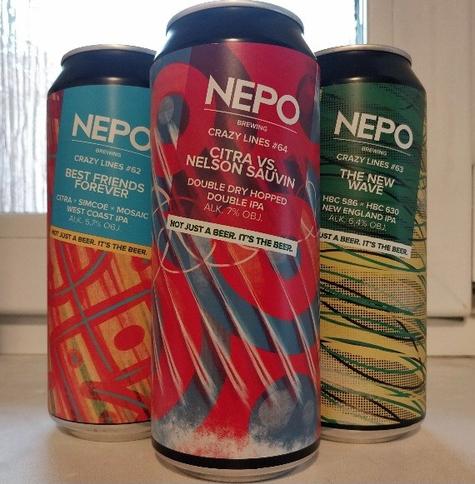 NEPO
BREWING
CRAZY LINES #62
BEST FRIENDS
FOREVER
CITRA × SIMCOE × MOSAIC
WEST COAST IPA
ALK. 5,7% OBJ.
NOT JUST A BEER. IT'S THE BEER.
NEPO
BREWING
CRAZY LINES #64
CITRA VS.
NELSON SAUVIN
DOUBLE DRY HOPPED
DOUBLE IPA
ALK. 7% OBJ.
NOT JUST A BEER. IT'S THE BEER.
NEPO
BREWING
CRAZY LINES #63
THE NEW
WAVE
HBC 586 × HBC 630
NEW ENGLAND IPA
ALK. 6,4% OBJ.
JUST A BEER. IT'S THE BEER.